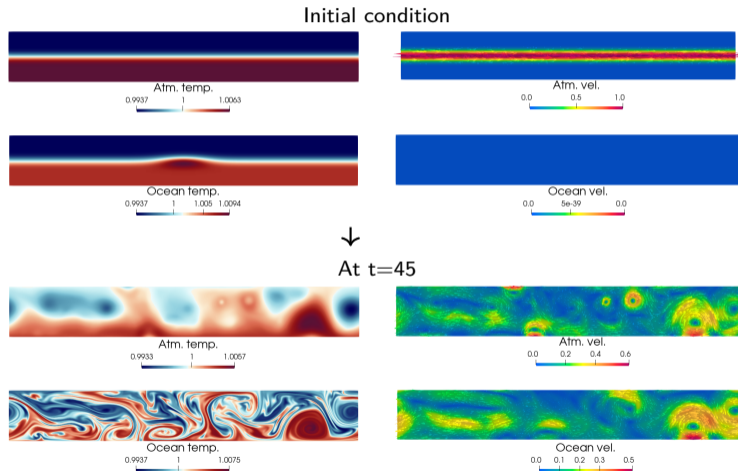 Initial condition
Atm. temp.
0.9937 1 1.0063
Atm. vel.
0.0 0.5 1.0
Ocean temp.
0.9937 1 1.005 1.0094
Ocean vel.
0.0 5e-39 0.0
↓
At t=45
Atm. temp.
0.9933 1 1.0057
Atm. vel.
0.0 0.2 0.4 0.6
Ocean temp.
0.9937 1 1.0075
Ocean vel.
0.0 0.1 0.2 0.3 0.5